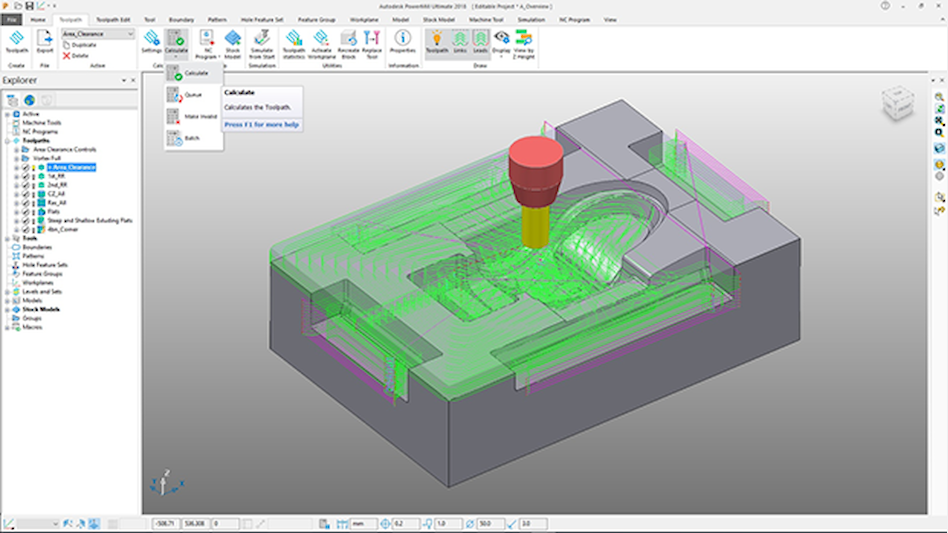 Autodesk PowerMill Ultimate 2018 [ Editable Project * A_Overview ]
File Home Toolpath Toolpath Edit Tool Boundary Pattern Hole Feature Set Feature Group Workplane Model Stock Model Machine Tool Simulation NC Program View
Toolpath
Export
Area_Clearance
Duplicate
Delete
Settings
Calculate
NC Program
Stock Model
Simulate from Start
Toolpath statistics
Activate Workplane
Recreate Block
Replace Tool
Properties
Toolpath
Links
Leads
Display
View by Z Height
Create File Active Simulation Utilities Information Draw
Calculate
Queue
Make Invalid
Batch
Calculate
Calculates the Toolpath.
Press F1 for more help
Explorer
Active
Machine Tools
NC Programs
Toolpaths
Area Clearance Controls
Vortex Full
> Area_Clearance
1st_RR
2nd_RR
CZ_All
Ras_All
Flats
Steep and Shallow Exluding Flats
4bn_Corner
Tools
Boundaries
Patterns
Hole Feature Sets
Feature Groups
Workplanes
Levels and Sets
Models
Stock Models
Groups
Macros
Z
X
Y
-508.71 536.308 0 mm 0.2 1.0 50.0 3.0